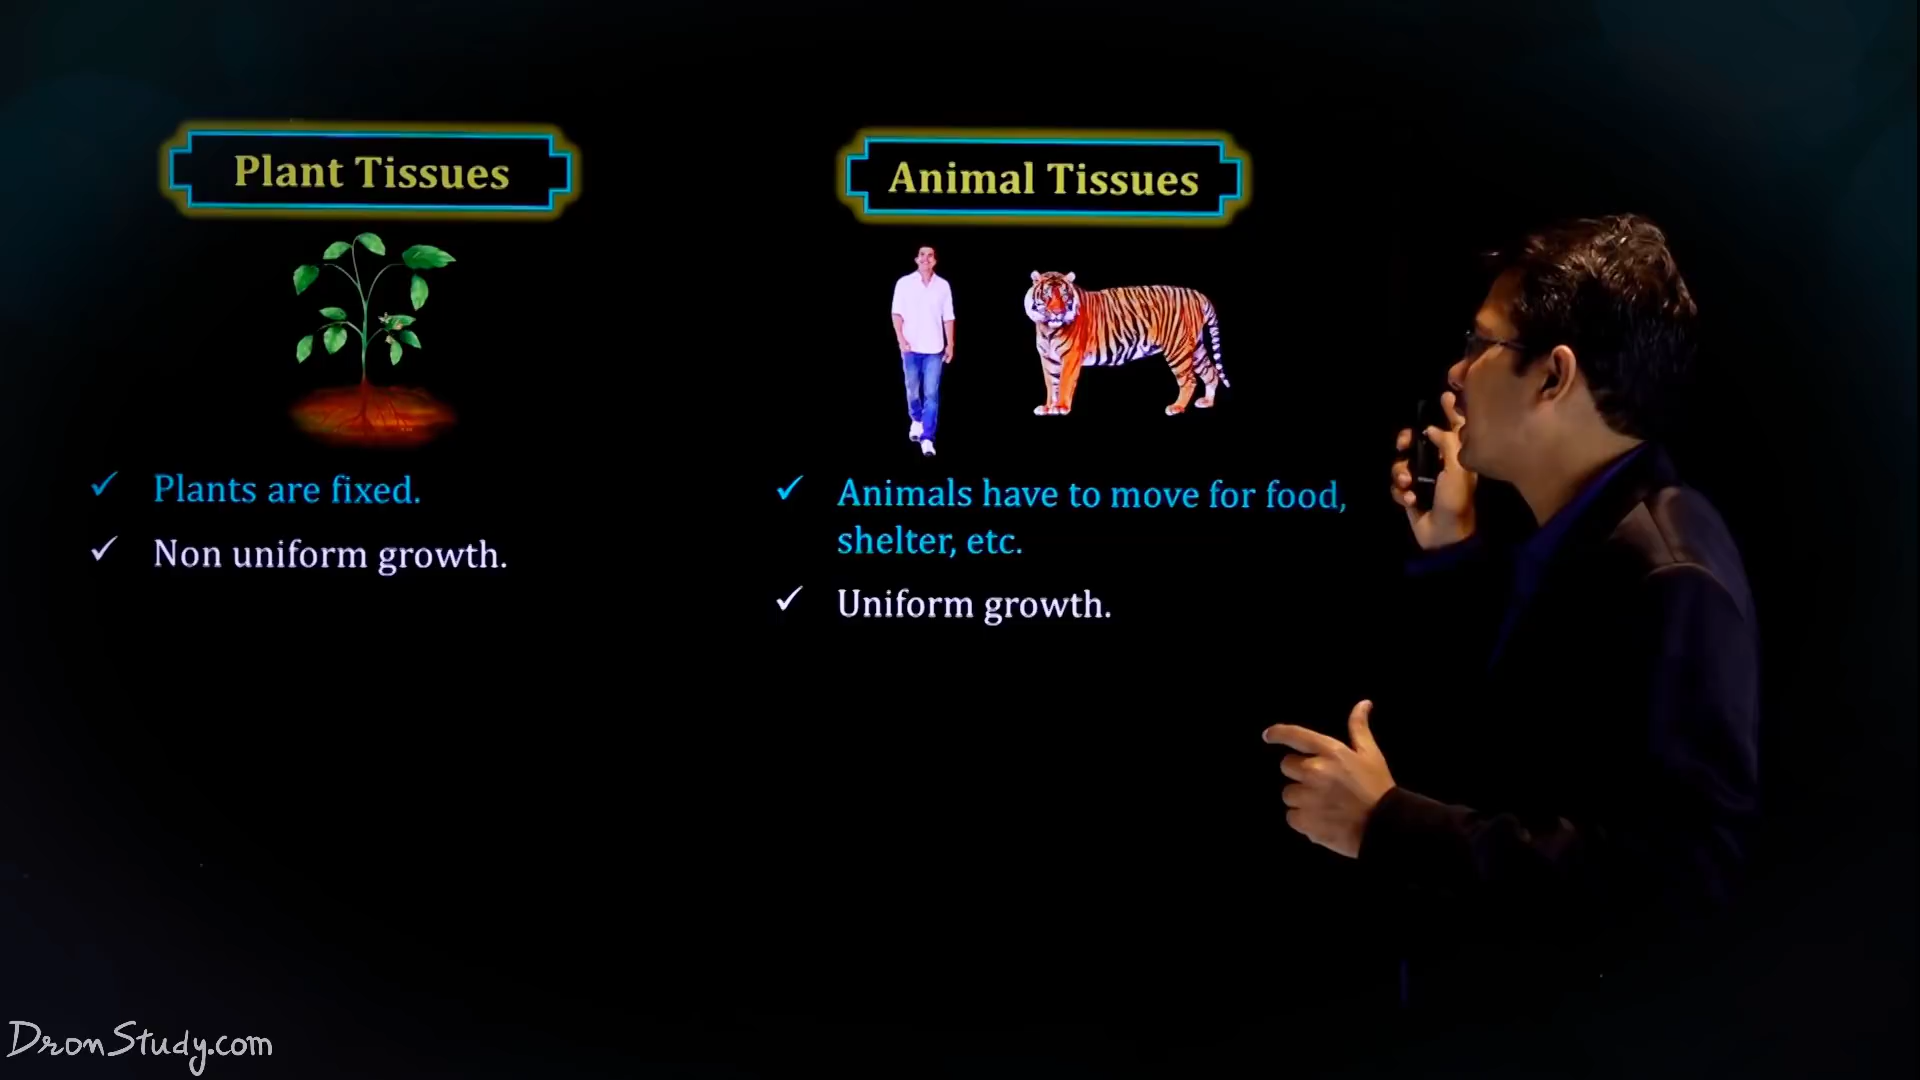 Plant Tissues
Animal Tissues
✓ Plants are fixed.
✓ Non uniform growth.
✓ Animals have to move for food,
shelter, etc.
✓ Uniform growth.
DronStudy.com